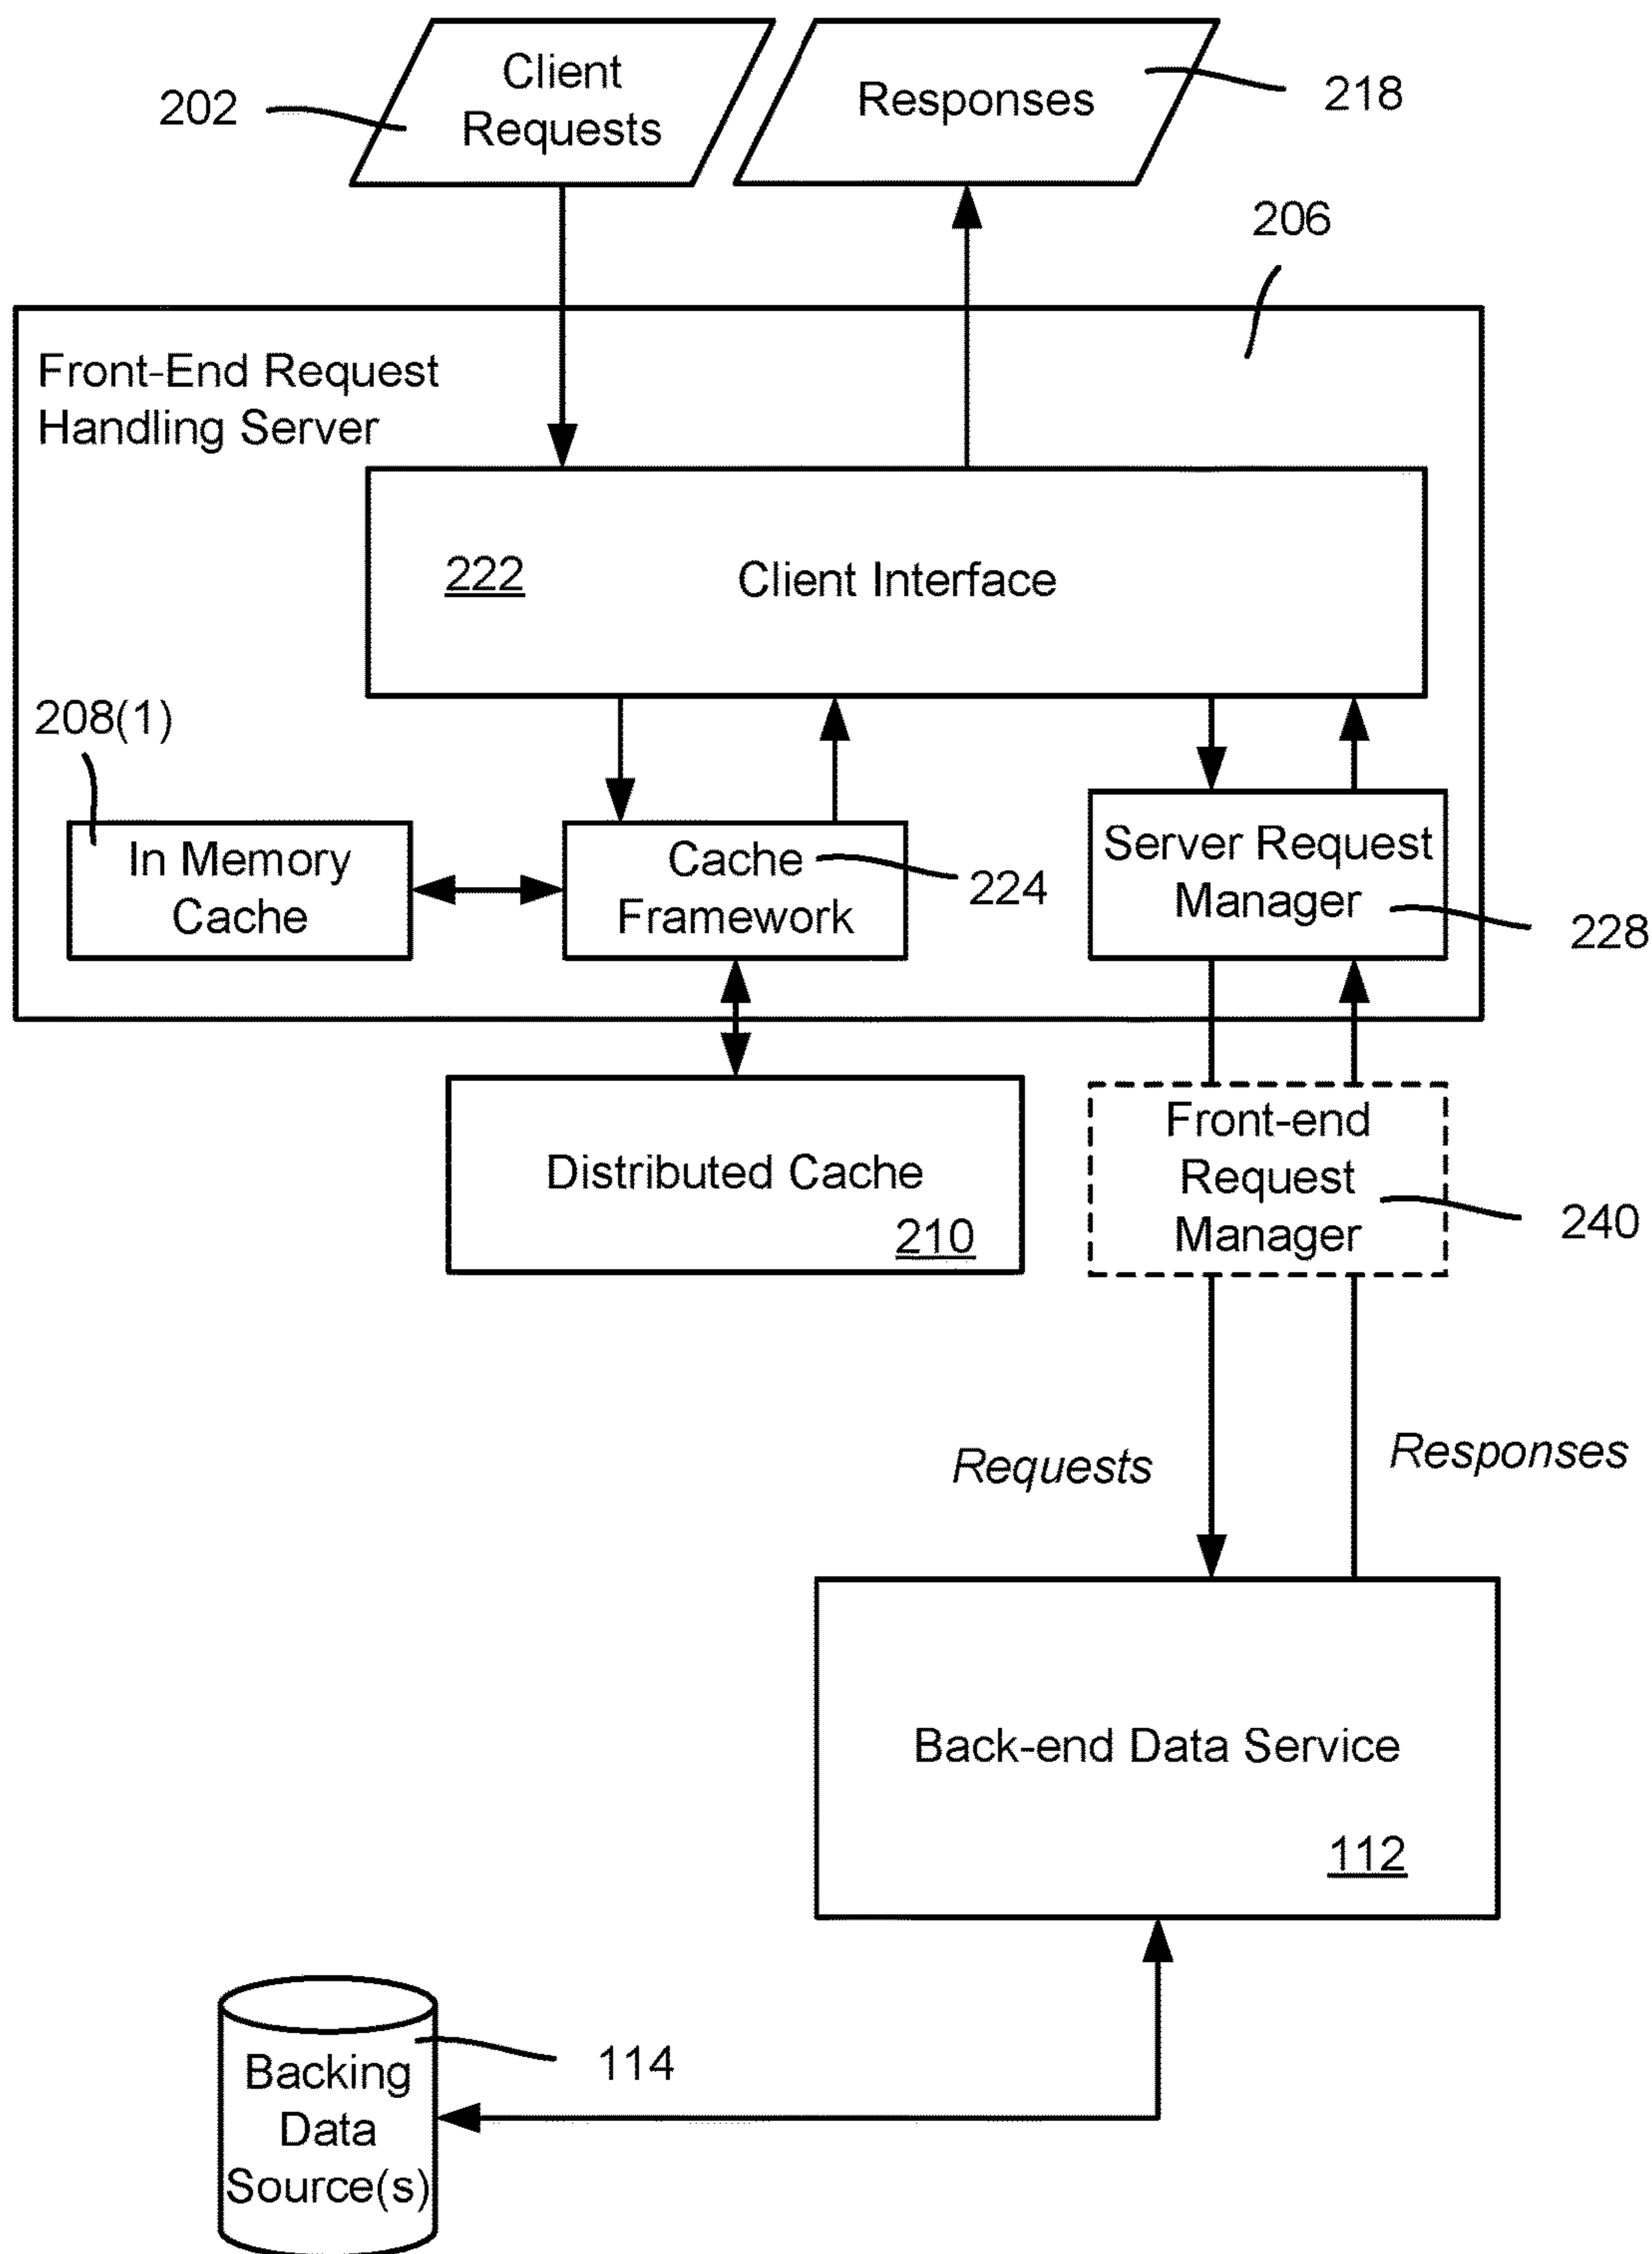 Client
Requests
202
Responses
218
206
Front-End Request
Handling Server
222
Client Interface
208(1)
In Memory
Cache
Cache
Framework
224
Server Request
Manager
228
Distributed Cache
210
Front-end
Request
Manager
240
Requests
Responses
Back-end Data Service
112
Backing
Data
Source(s)
114